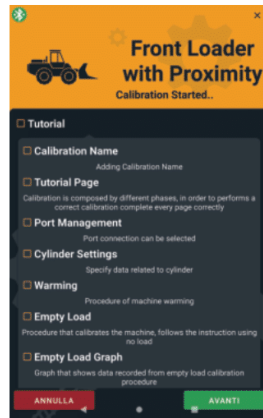 Front Loader
with Proximity
Calibration Started..
Tutorial
Calibration Name
Adding Calibration Name
Tutorial Page
Calibration is composed by different phases, in order to performs a
correct calibration complete every page correctly
Port Management
Port connection can be selected
Cylinder Settings
Specify data related to cylinder
Warming
Procedure of machine warming
Empty Load
Procedure that calibrates the machine, follows the instruction using
no load
Empty Load Graph
Graph that shows data recorded from empty load calibration
procedure
ANNULLA
AVANTI